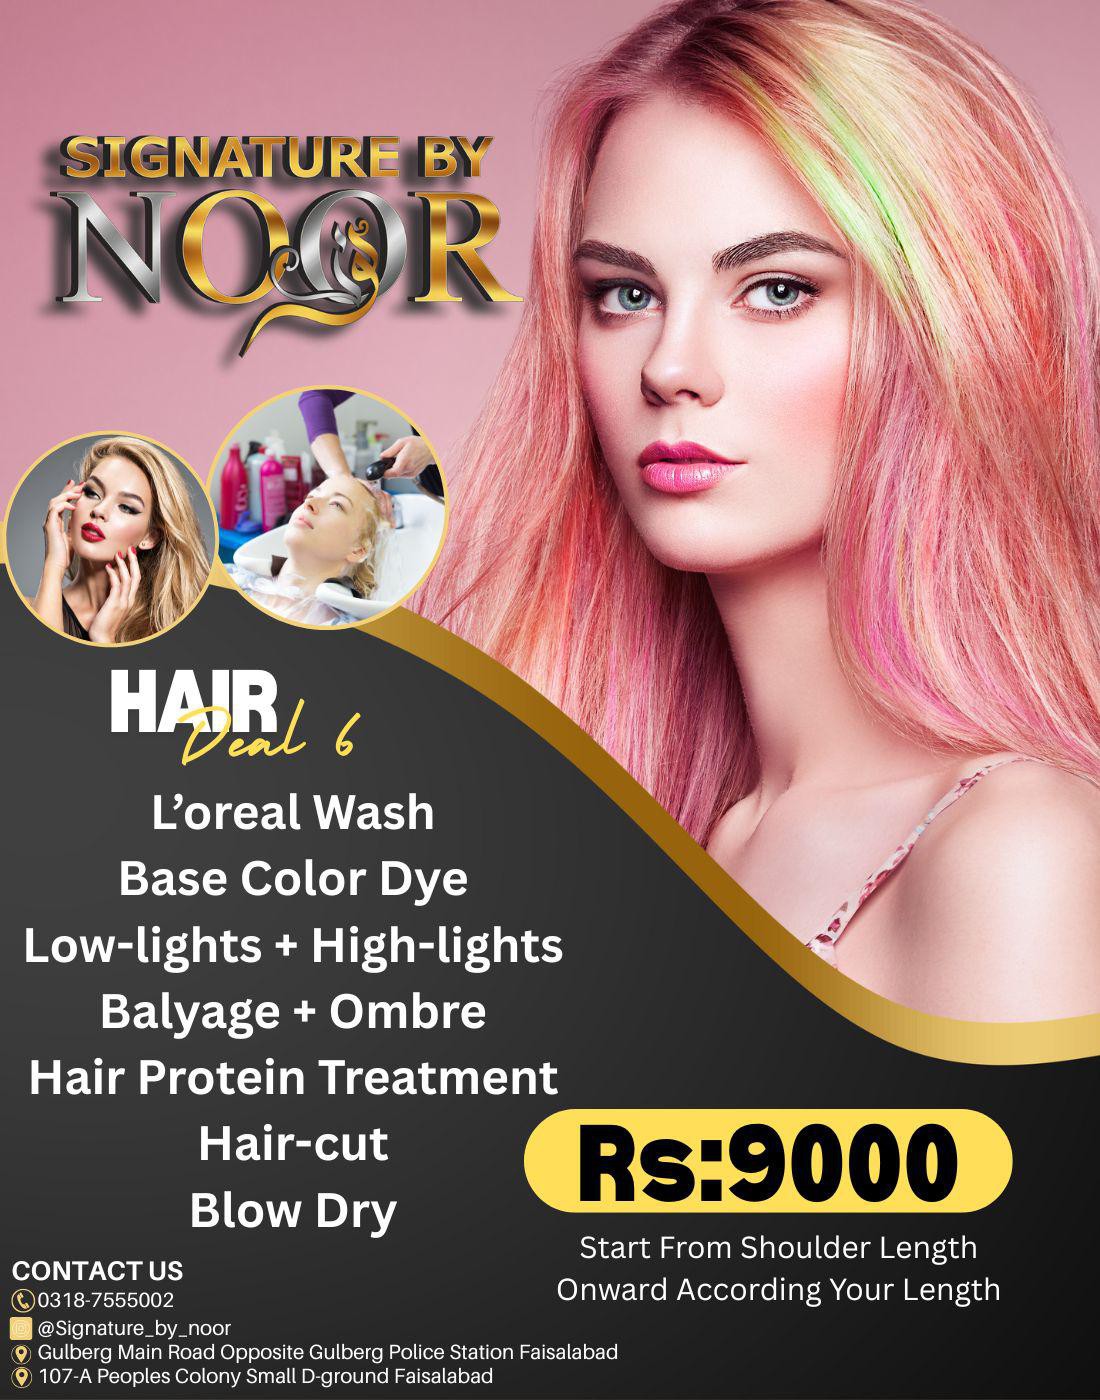 SIGNATURE BY
NOOR
HAIR
Deal 6
L'oreal Wash
Base Color Dye
Low-lights + High-lights
Balyage + Ombre
Hair Protein Treatment
Hair-cut
Blow Dry
Rs:9000
Start From Shoulder Length
Onward According Your Length
CONTACT US
0318-7555002
@Signature_by_noor
Gulberg Main Road Opposite Gulberg Police Station Faisalabad
107-A Peoples Colony Small D-ground Faisalabad